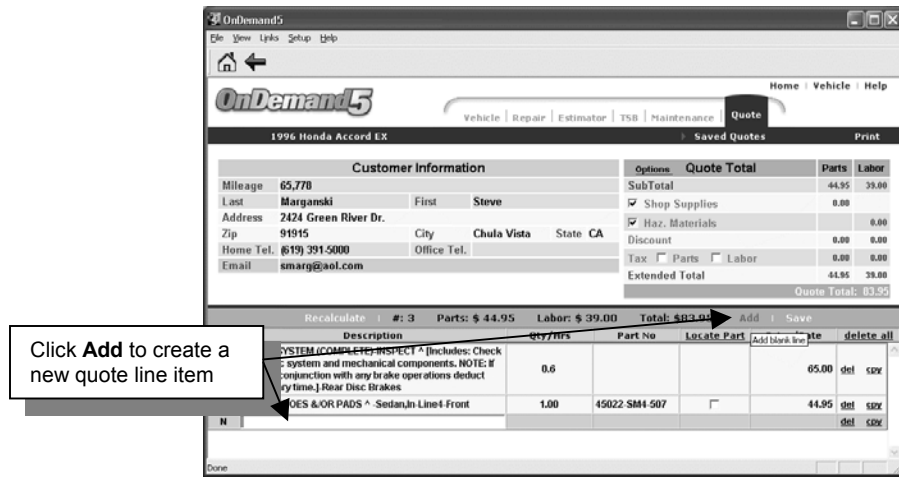 OnDemand5
File View Links Setup Help
OnDemand5
Home | Vehicle | Help
Vehicle | Repair | Estimator | TSB | Maintenance | Quote
1996 Honda Accord EX
Saved Quotes
Print
Customer Information
Mileage 65,778
Last Marganski First Steve
Address 2424 Green River Dr.
Zip 91915 City Chula Vista State CA
Home Tel. (619) 391-5000 Office Tel.
Email smarg@aol.com
Options Quote Total Parts Labor
SubTotal 44.95 39.00
Shop Supplies 0.00
Haz. Materials 0.00
Discount 0.00 0.00
Tax Parts Labor 0.00 0.00
Extended Total 44.95 39.00
Quote Total: 83.95
Recalculate | #: 3 Parts: $ 44.95 Labor: $ 39.00 Total: $83.95 Add | Save
Add blank line
Description Qty/Hrs Part No Locate Part delete all
SYSTEM (COMPLETE)-INSPECT ^ [Includes: Check
system and mechanical components. NOTE: If
conjunction with any brake operations deduct
time.]-Rear Disc Brakes
0.6 65.00 del cpy
&/OR PADS ^ -Sedan,In-Line4-Front 1.00 45022-SM4-507 44.95 del cpy
N del cpy
Done
Click Add to create a
new quote line item